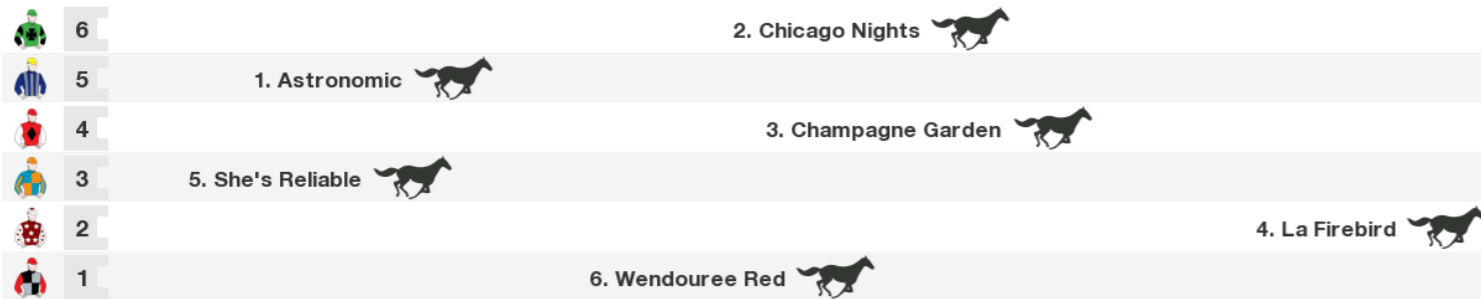 6 2. Chicago Nights
5 1. Astronomic
4 3. Champagne Garden
3 5. She's Reliable
2 4. La Firebird
1 6. Wendouree Red